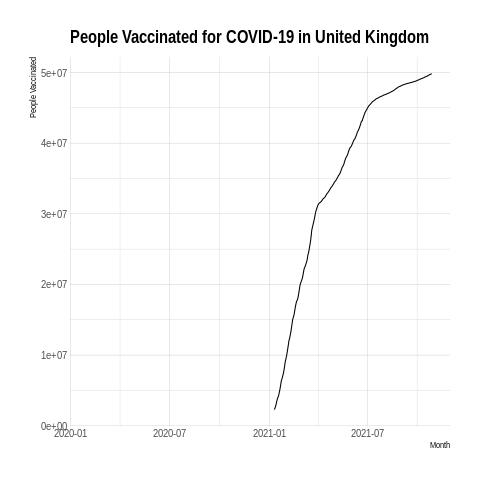 People Vaccinated for COVID-19 in United Kingdom
People Vaccinated
5e+07
4e+07
3e+07
2e+07
1e+07
0e+00
2020-01 2020-07 2021-01 2021-07
Month